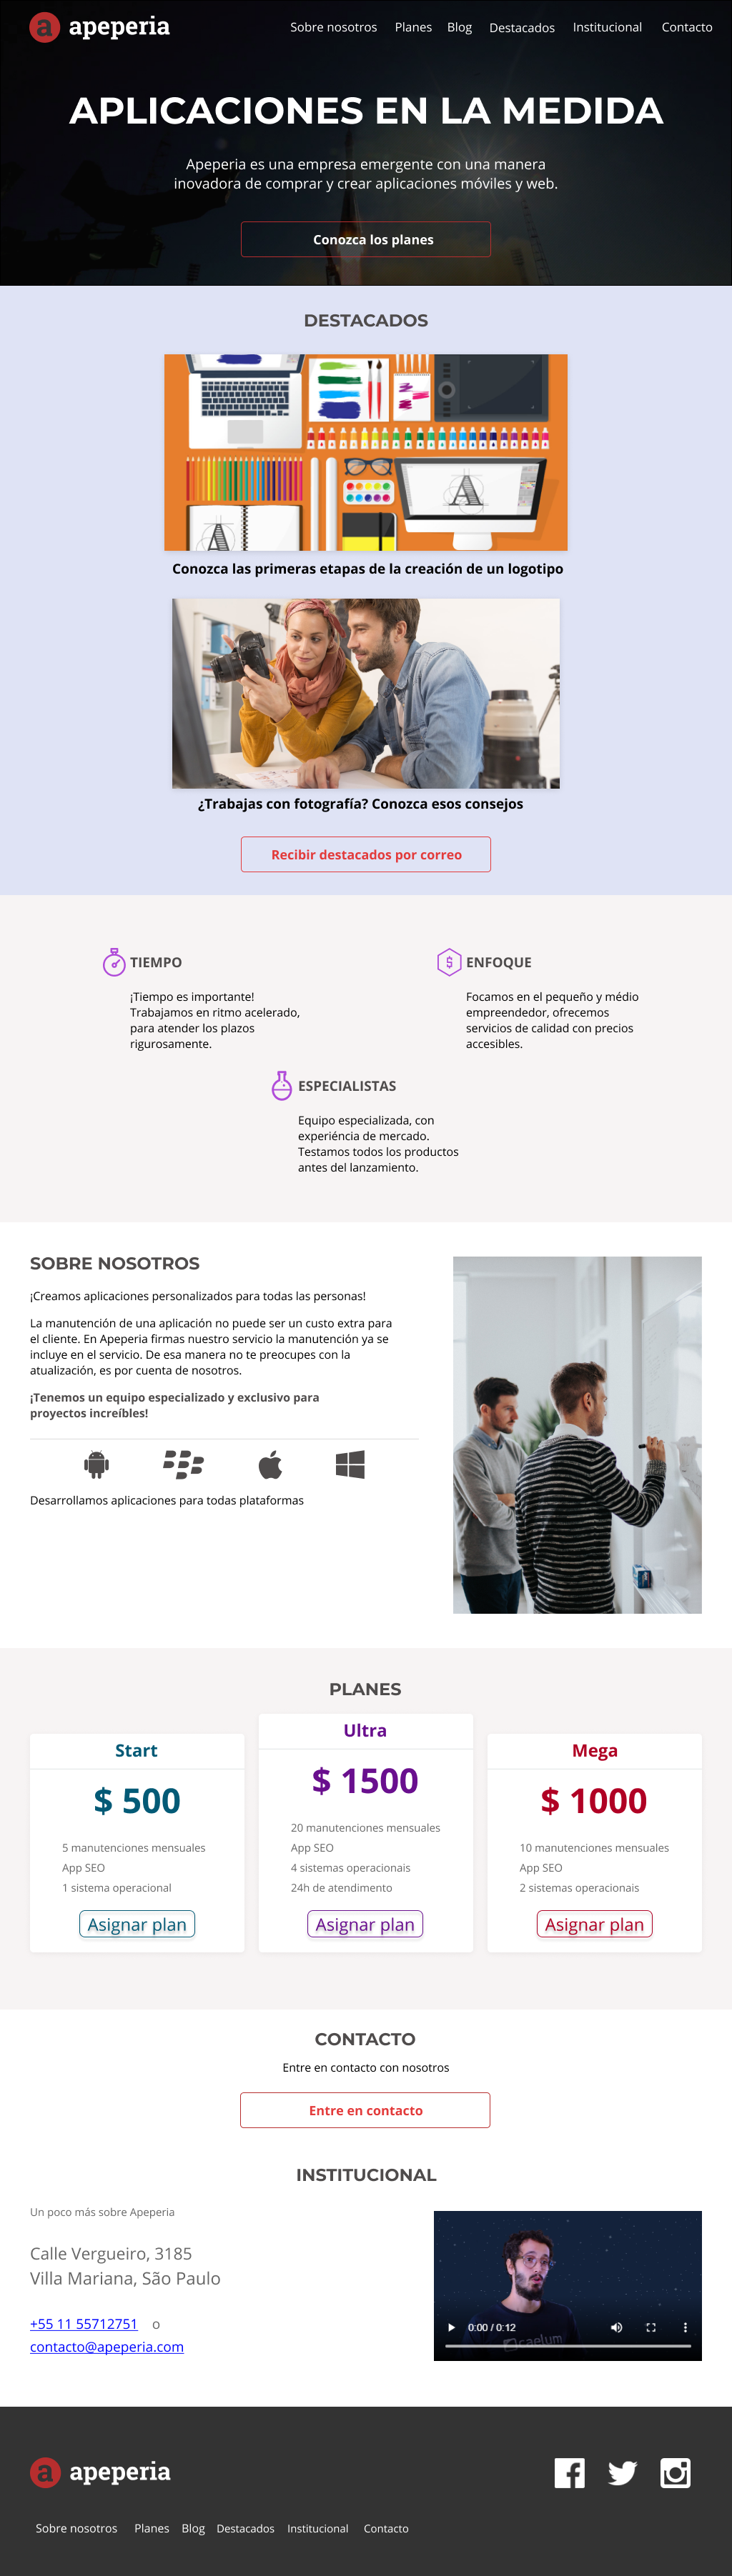 a apeperia
Sobre nosotros Planes Blog Destacados Institucional Contacto
APLICACIONES EN LA MEDIDA
Apeperia es una empresa emergente con una manera
inovadora de comprar y crear aplicaciones móviles y web.
Conozca los planes
DESTACADOS
A
A
A
Conozca las primeras etapas de la creación de un logotipo
¿Trabajas con fotografía? Conozca esos consejos
Recibir destacados por correo
TIEMPO
¡Tiempo es importante!
Trabajamos en ritmo acelerado,
para atender los plazos
rigurosamente.
$ ENFOQUE
Focamos en el pequeño y médio
empreendedor, ofrecemos
servicios de calidad con precios
accesibles.
ESPECIALISTAS
Equipo especializada, con
experiéncia de mercado.
Testamos todos los productos
antes del lanzamiento.
SOBRE NOSOTROS
¡Creamos aplicaciones personalizados para todas las personas!
La manutención de una aplicación no puede ser un custo extra para
el cliente. En Apeperia firmas nuestro servicio la manutención ya se
incluye en el servicio. De esa manera no te preocupes con la
atualización, es por cuenta de nosotros.
¡Tenemos un equipo especializado y exclusivo para
proyectos increíbles!
Desarrollamos aplicaciones para todas plataformas
PLANES
Start
$ 500
5 manutenciones mensuales
App SEO
1 sistema operacional
Asignar plan
Ultra
$ 1500
20 manutenciones mensuales
App SEO
4 sistemas operacionais
24h de atendimento
Asignar plan
Mega
$ 1000
10 manutenciones mensuales
App SEO
2 sistemas operacionais
Asignar plan
CONTACTO
Entre en contacto con nosotros
Entre en contacto
INSTITUCIONAL
Un poco más sobre Apeperia
Calle Vergueiro, 3185
Villa Mariana, São Paulo
+55 11 55712751 o
contacto@apeperia.com
0:00 / 0:12
caelum
a apeperia
Sobre nosotros Planes Blog Destacados Institucional Contacto